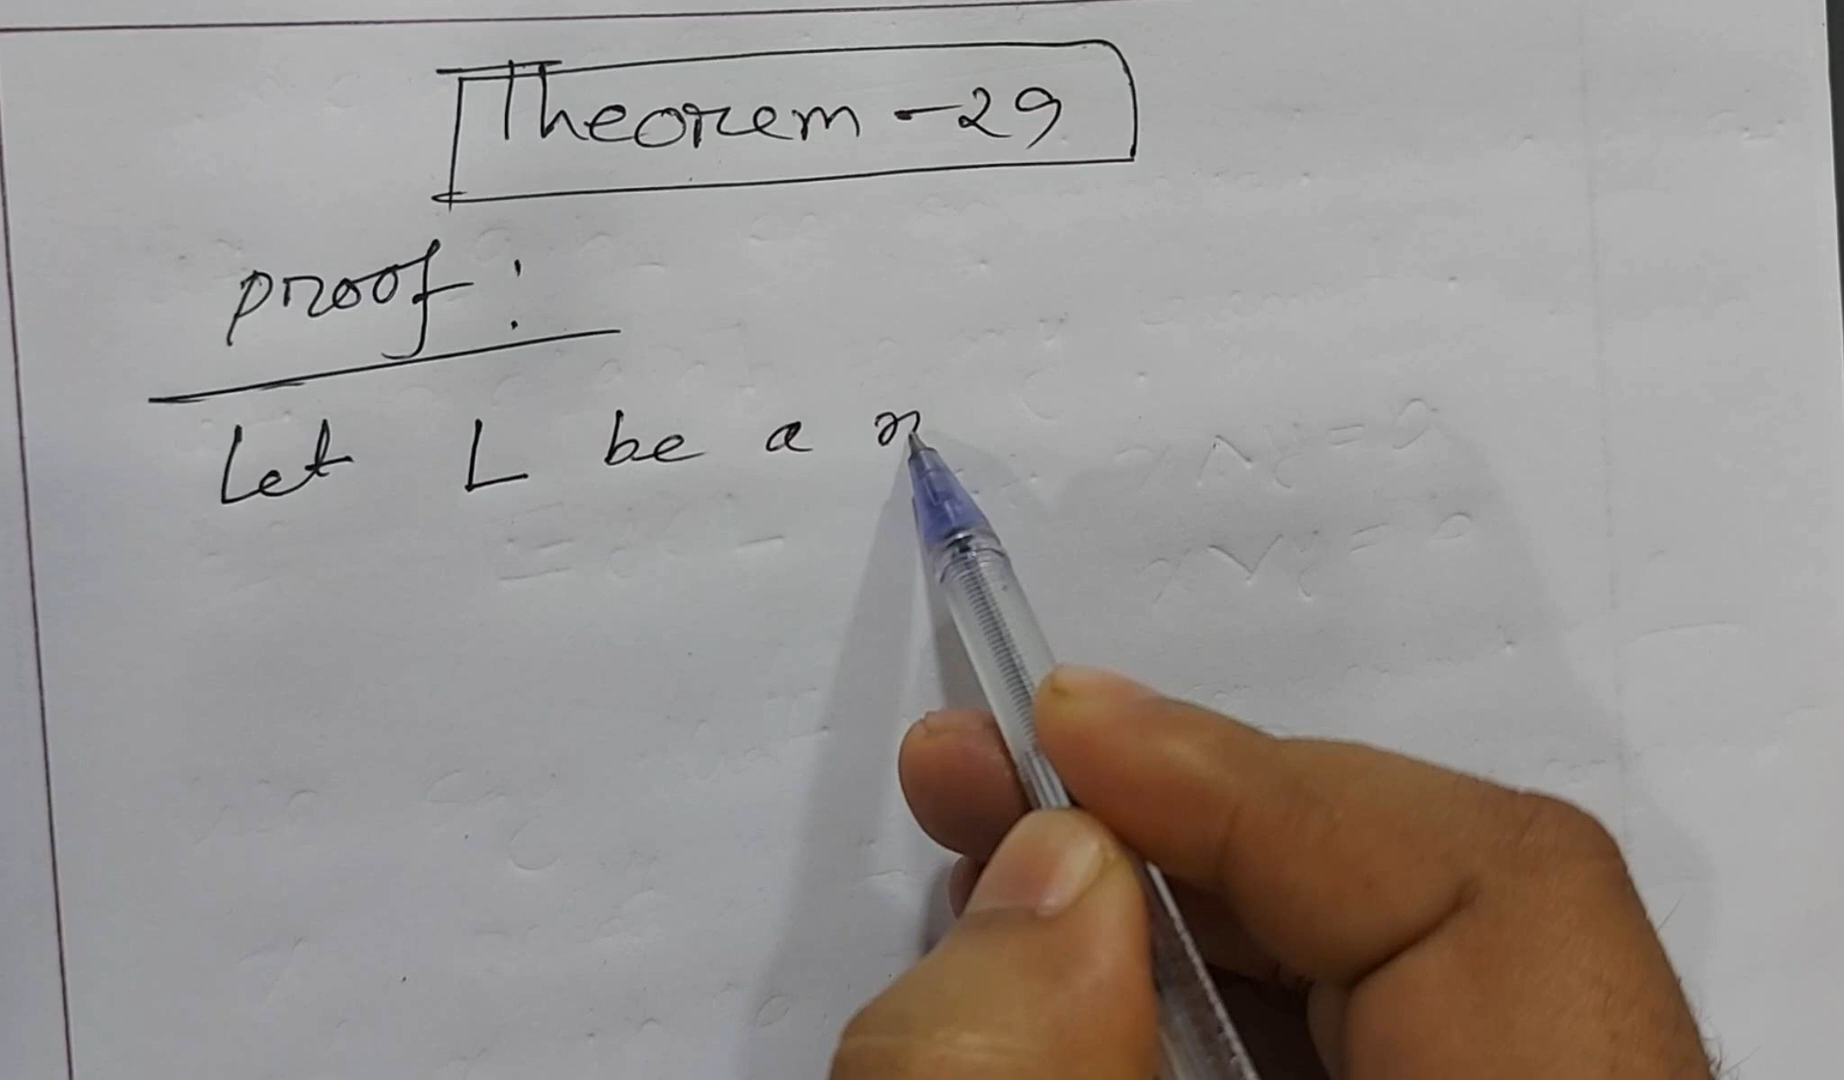 Theorem - 29
proof :
Let L be a